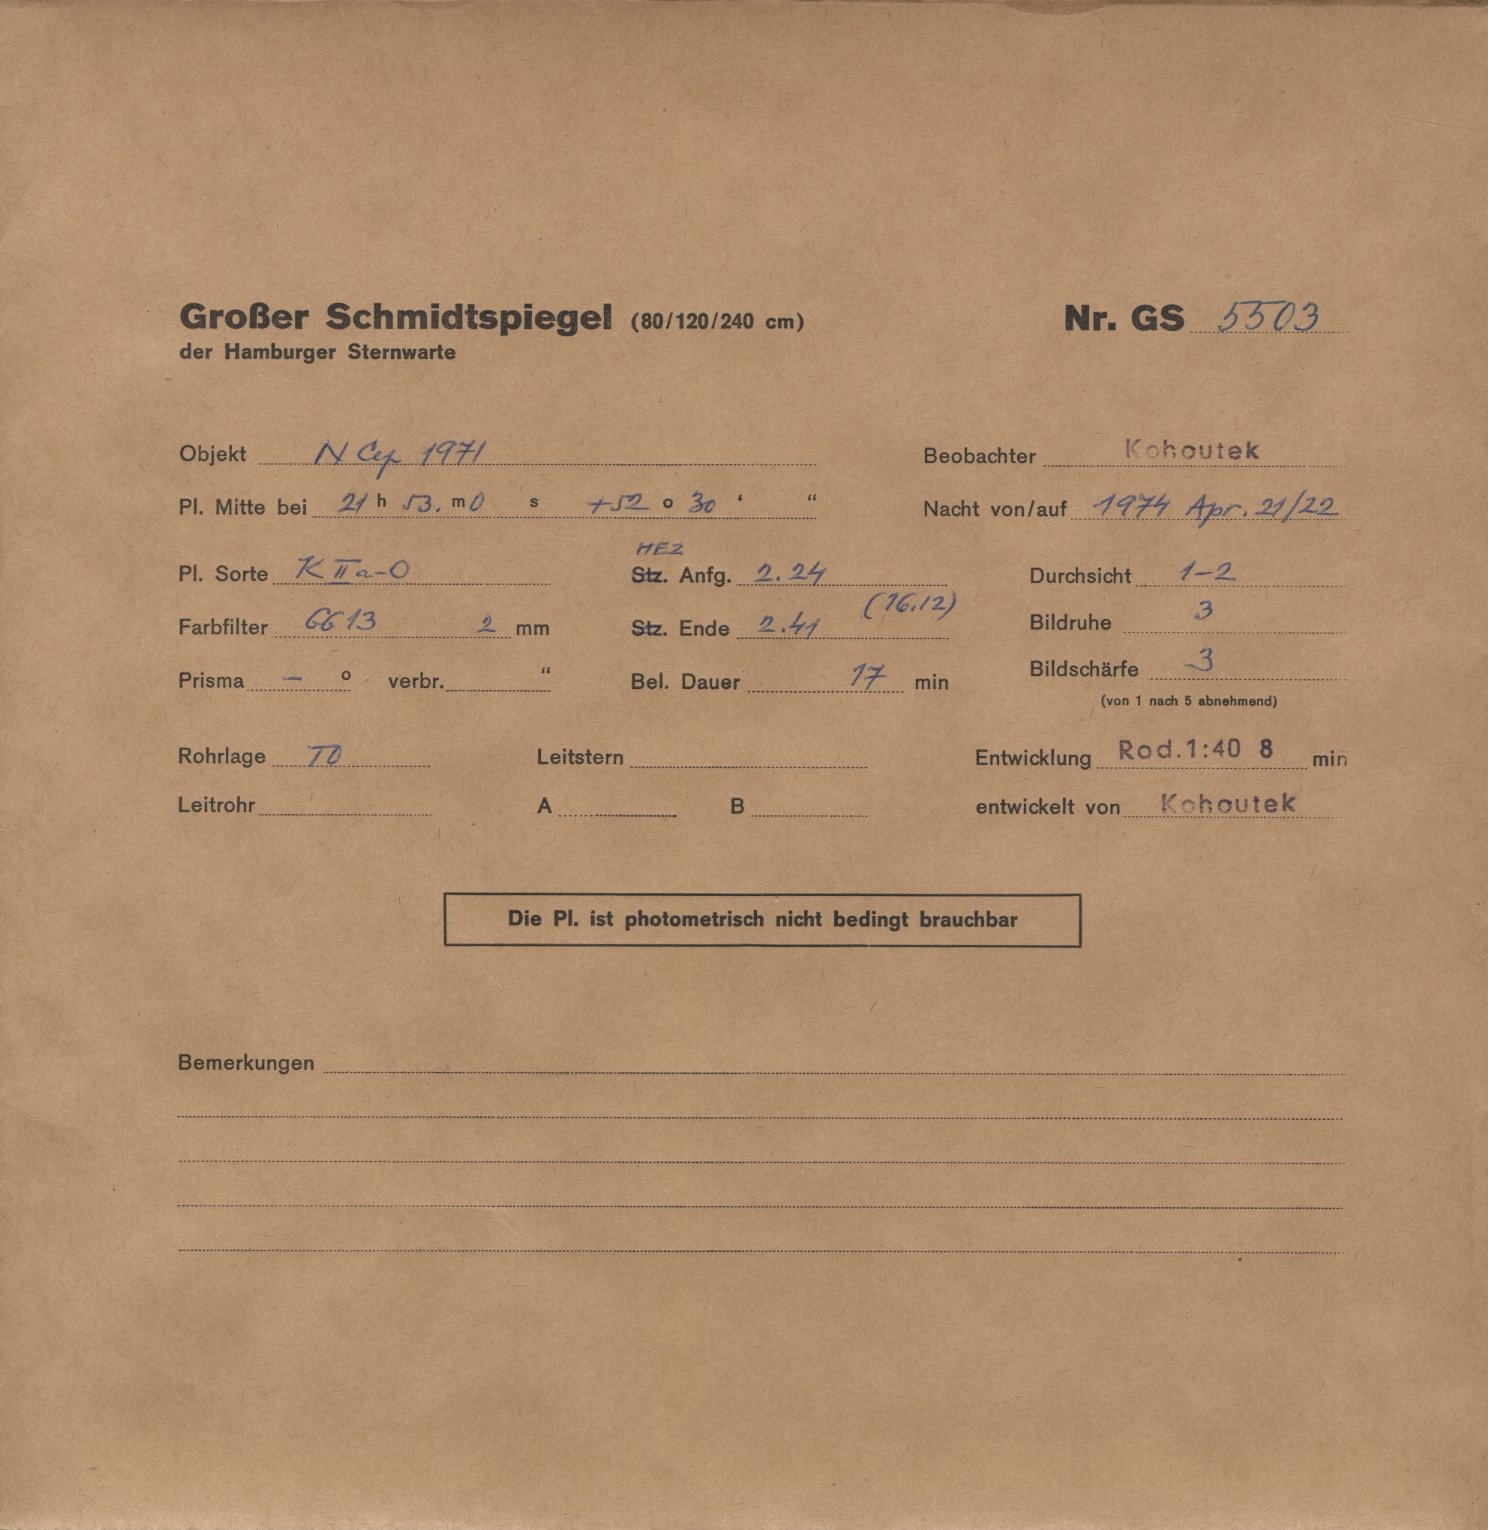 Großer Schmidtspiegel (80/120/240 cm) Nr. GS 5503
der Hamburger Sternwarte
Objekt N Cep 1971 Beobachter Kohoutek
Pl. Mitte bei 21 h 53. m 0 s +52 o 30 ‘ “ Nacht von/auf 1974 Apr. 21/22
MEZ
Pl. Sorte K IIa-O Stz. Anfg. 2.24 Durchsicht 1-2
(16.12)
Farbfilter GG13 2 mm Stz. Ende 2.41 Bildruhe 3
Prisma – o verbr. “ Bel. Dauer 17 min Bildschärfe 3
(von 1 nach 5 abnehmend)
Rohrlage TO Leitstern Entwicklung Rod.1:40 8 min
Leitrohr A B entwickelt von Kohoutek
Die Pl. ist photometrisch nicht bedingt brauchbar
Bemerkungen